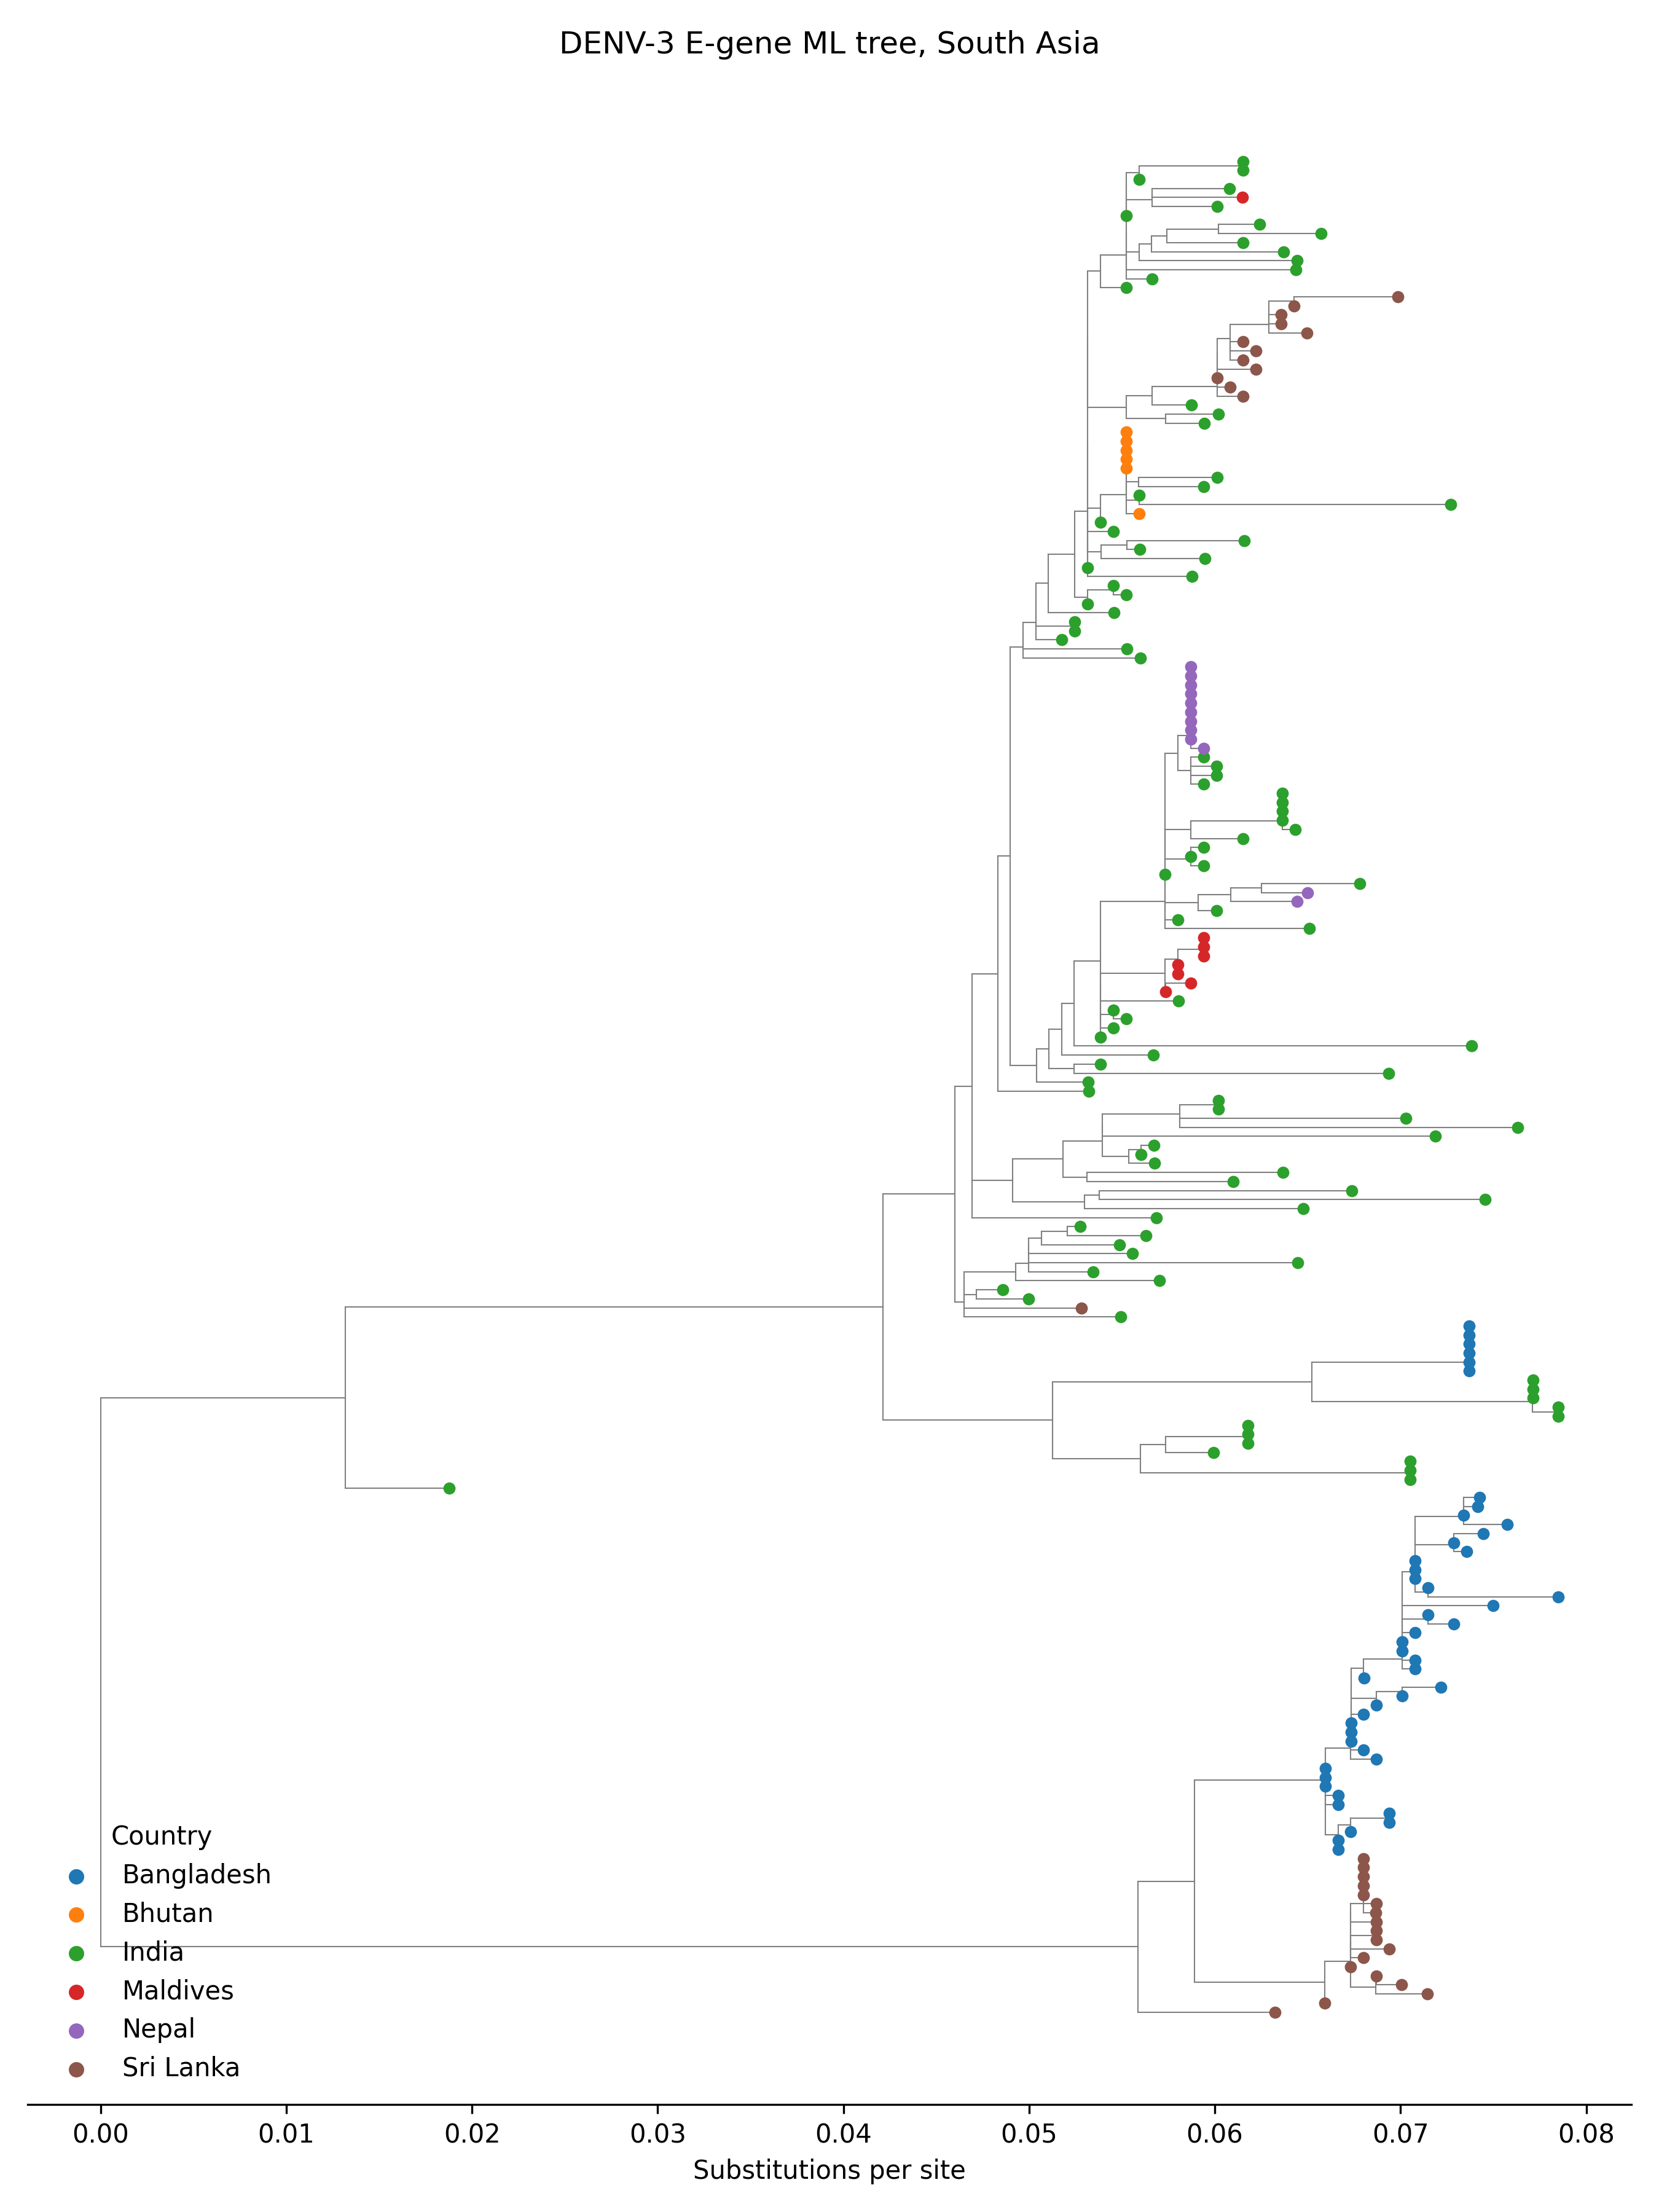 DENV-3 E-gene ML tree, South Asia
Country
Bangladesh
Bhutan
India
Maldives
Nepal
Sri Lanka
0.00 0.01 0.02 0.03 0.04 0.05 0.06 0.07 0.08
Substitutions per site